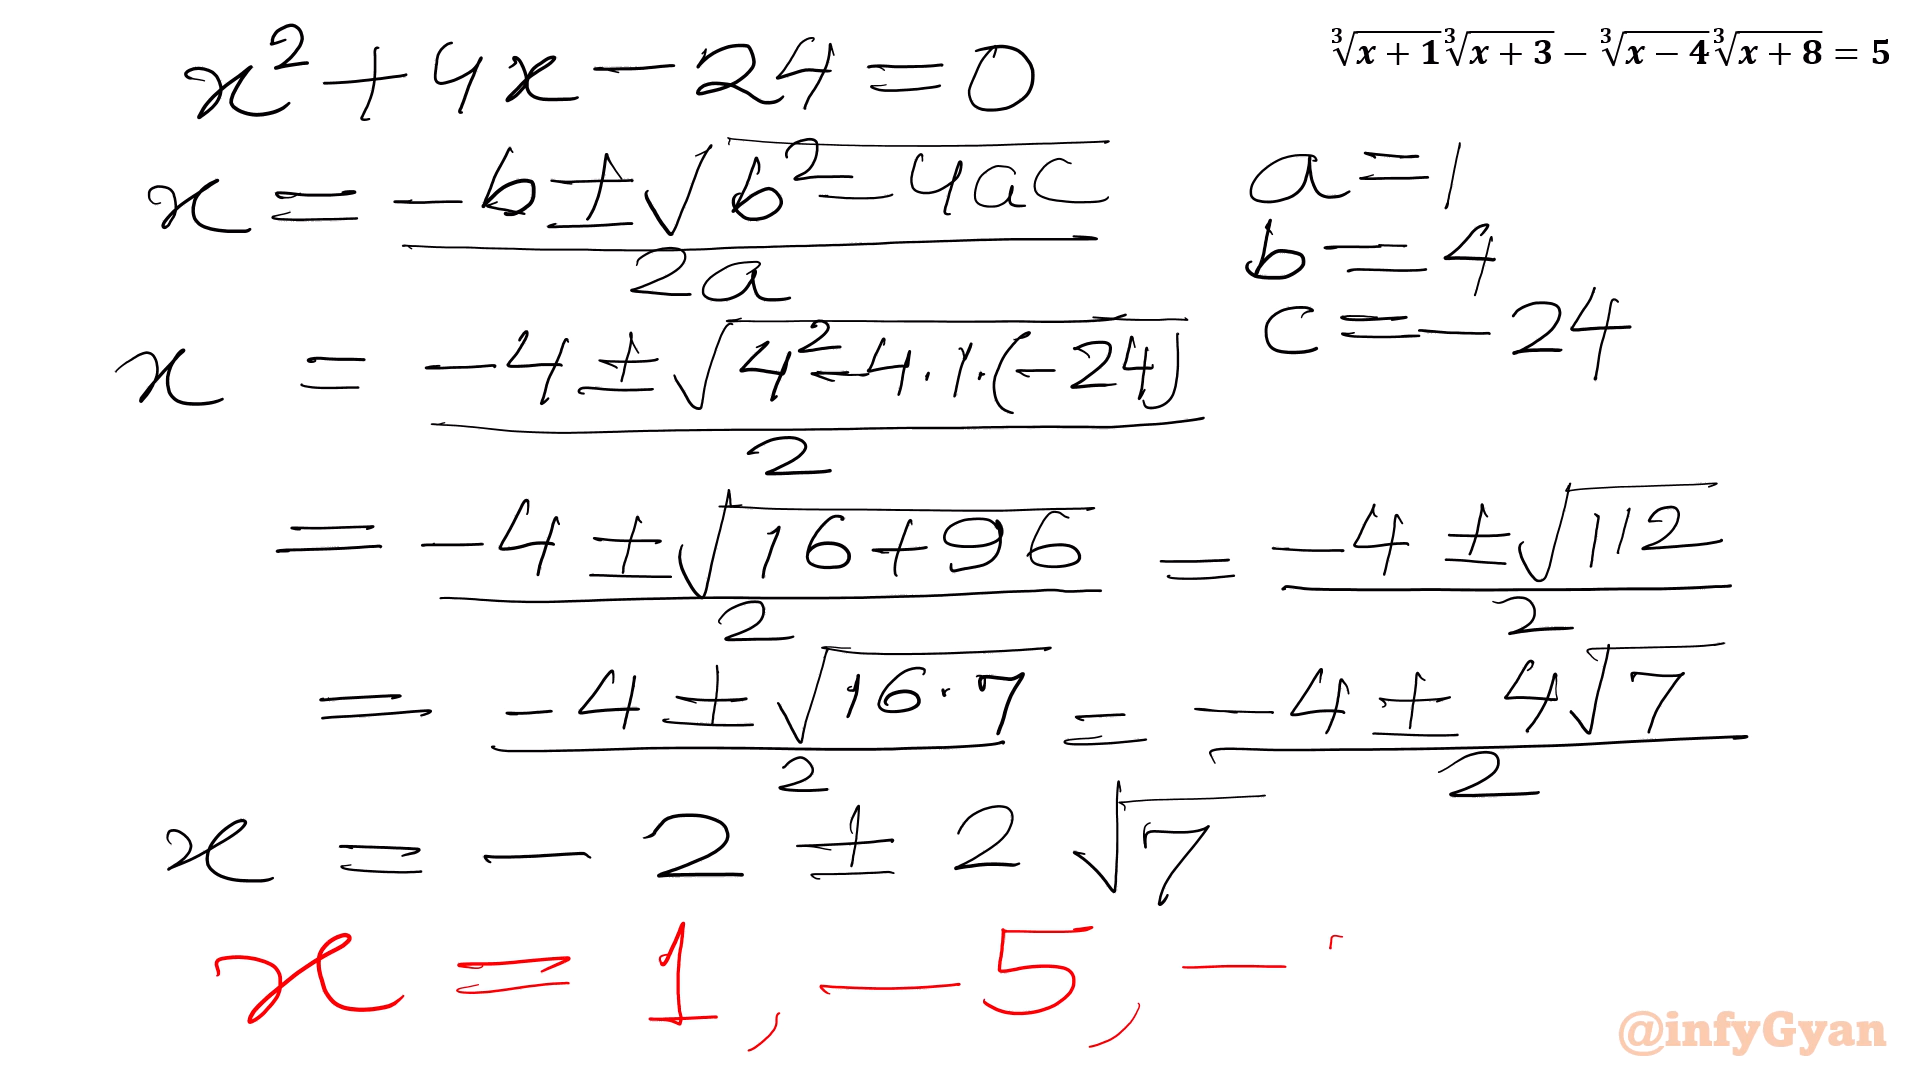 x² + 4x − 24 = 0
∛(x + 1)∛(x + 3) − ∛(x − 4)∛(x + 8) = 5
x = (−b ± √(b² − 4ac)) / 2a
a = 1
b = 4
c = −24
x = (−4 ± √(4² − 4·1·(−24))) / 2
= (−4 ± √(16 + 96)) / 2 = (−4 ± √112) / 2
= (−4 ± √(16·7)) / 2 = (−4 ± 4√7) / 2
x = −2 ± 2√7
x = 1, −5, −
@infyGyan